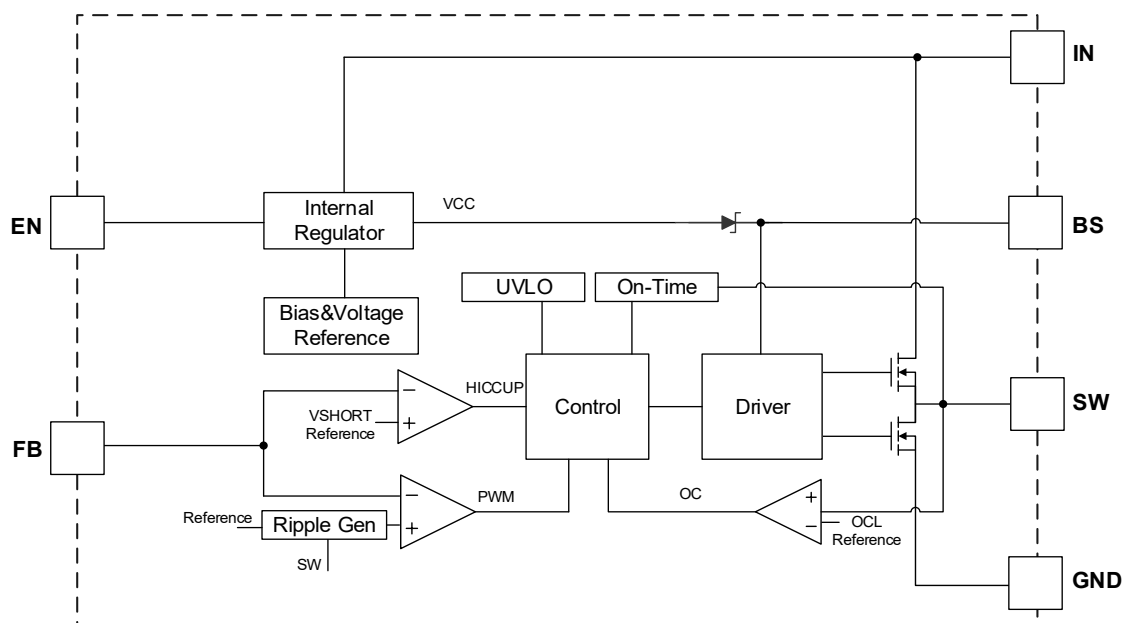 IN
EN
Internal
Regulator
VCC
BS
UVLO
On-Time
Bias&Voltage
Reference
HICCUP
−
+
VSHORT
Reference
Control
Driver
SW
FB
−
+
PWM
OC
+
−
OCL
Reference
Reference
Ripple Gen
SW
GND